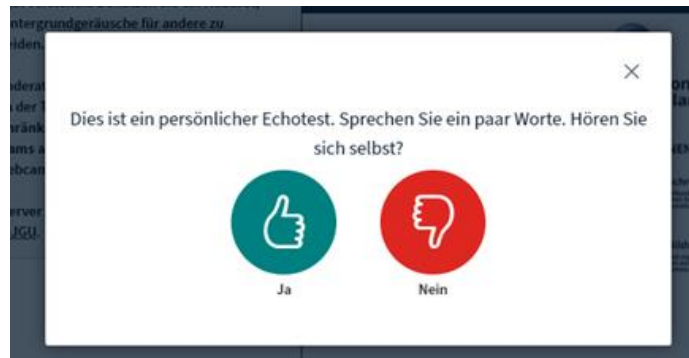 ntergrundgeräusche für andere zu
iden.
Dies ist ein persönlicher Echotest. Sprechen Sie ein paar Worte. Hören Sie
sich selbst?
Ja
Nein
JGU.